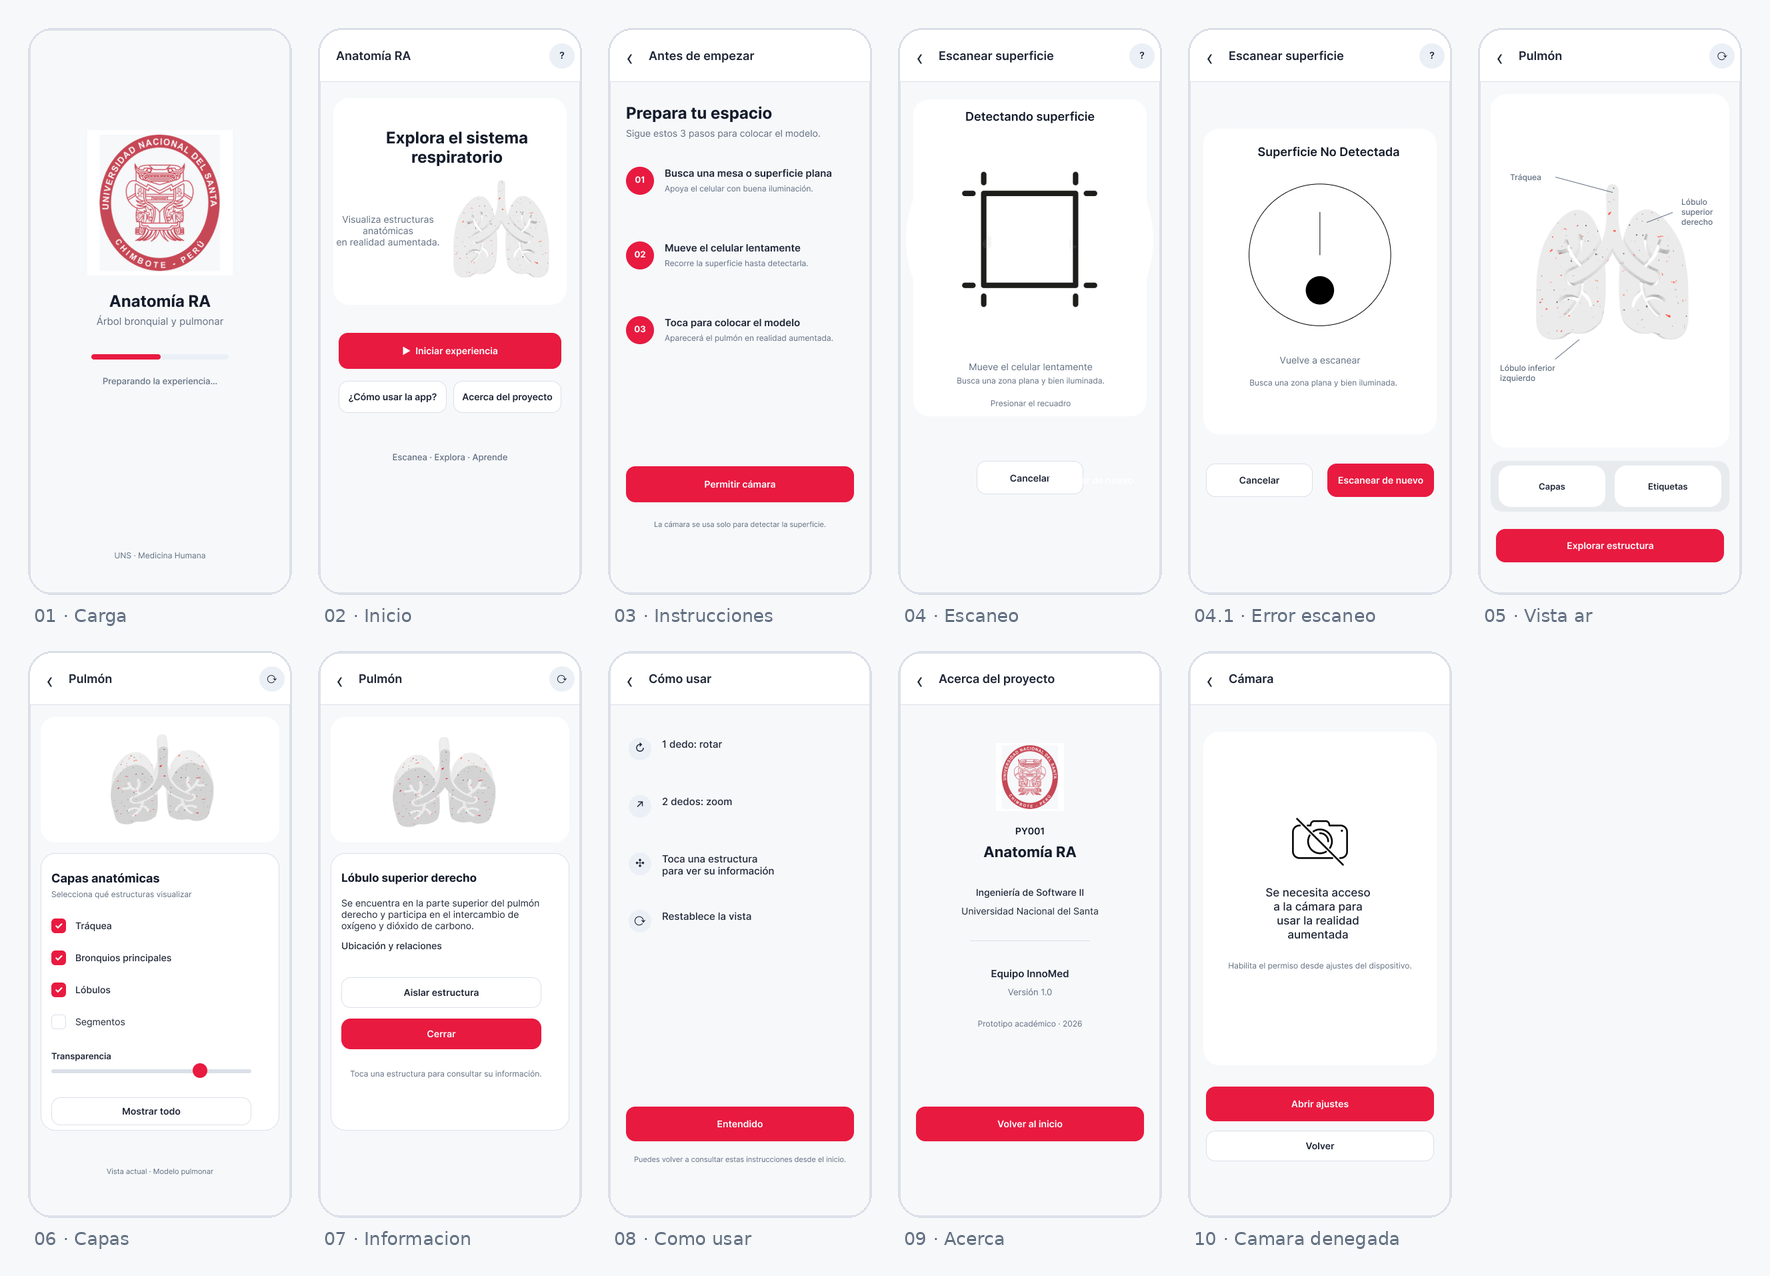 UNIVERSIDAD NACIONAL DEL SANTA
CHIMBOTE - PERÚ
Anatomía RA
Árbol bronquial y pulmonar
Preparando la experiencia...
UNS · Medicina Humana
01 · Carga
Anatomía RA
?
Explora el sistema
respiratorio
Visualiza estructuras
anatómicas
en realidad aumentada.
Iniciar experiencia
¿Cómo usar la app?
Acerca del proyecto
Escanea · Explora · Aprende
02 · Inicio
Antes de empezar
Prepara tu espacio
Sigue estos 3 pasos para colocar el modelo.
01
Busca una mesa o superficie plana
Apoya el celular con buena iluminación.
02
Mueve el celular lentamente
Recorre la superficie hasta detectarla.
03
Toca para colocar el modelo
Aparecerá el pulmón en realidad aumentada.
Permitir cámara
La cámara se usa solo para detectar la superficie.
03 · Instrucciones
Escanear superficie
?
Detectando superficie
Mueve el celular lentamente
Busca una zona plana y bien iluminada.
Presionar el recuadro
Cancelar
04 · Escaneo
Escanear superficie
?
Superficie No Detectada
Vuelve a escanear
Busca una zona plana y bien iluminada.
Cancelar
Escanear de nuevo
04.1 · Error escaneo
Pulmón
Tráquea
Lóbulo
superior
derecho
Lóbulo inferior
izquierdo
Capas
Etiquetas
Explorar estructura
05 · Vista ar
Pulmón
Capas anatómicas
Selecciona qué estructuras visualizar
Tráquea
Bronquios principales
Lóbulos
Segmentos
Transparencia
Mostrar todo
Vista actual · Modelo pulmonar
06 · Capas
Pulmón
Lóbulo superior derecho
Se encuentra en la parte superior del pulmón
derecho y participa en el intercambio de
oxígeno y dióxido de carbono.
Ubicación y relaciones
Aislar estructura
Cerrar
Toca una estructura para consultar su información.
07 · Informacion
Cómo usar
1 dedo: rotar
2 dedos: zoom
Toca una estructura
para ver su información
Restablece la vista
Entendido
Puedes volver a consultar estas instrucciones desde el inicio.
08 · Como usar
Acerca del proyecto
UNIVERSIDAD NACIONAL DEL SANTA
CHIMBOTE - PERÚ
PY001
Anatomía RA
Ingeniería de Software II
Universidad Nacional del Santa
Equipo InnoMed
Versión 1.0
Prototipo académico · 2026
Volver al inicio
09 · Acerca
Cámara
Se necesita acceso
a la cámara para
usar la realidad
aumentada
Habilita el permiso desde ajustes del dispositivo.
Abrir ajustes
Volver
10 · Camara denegada